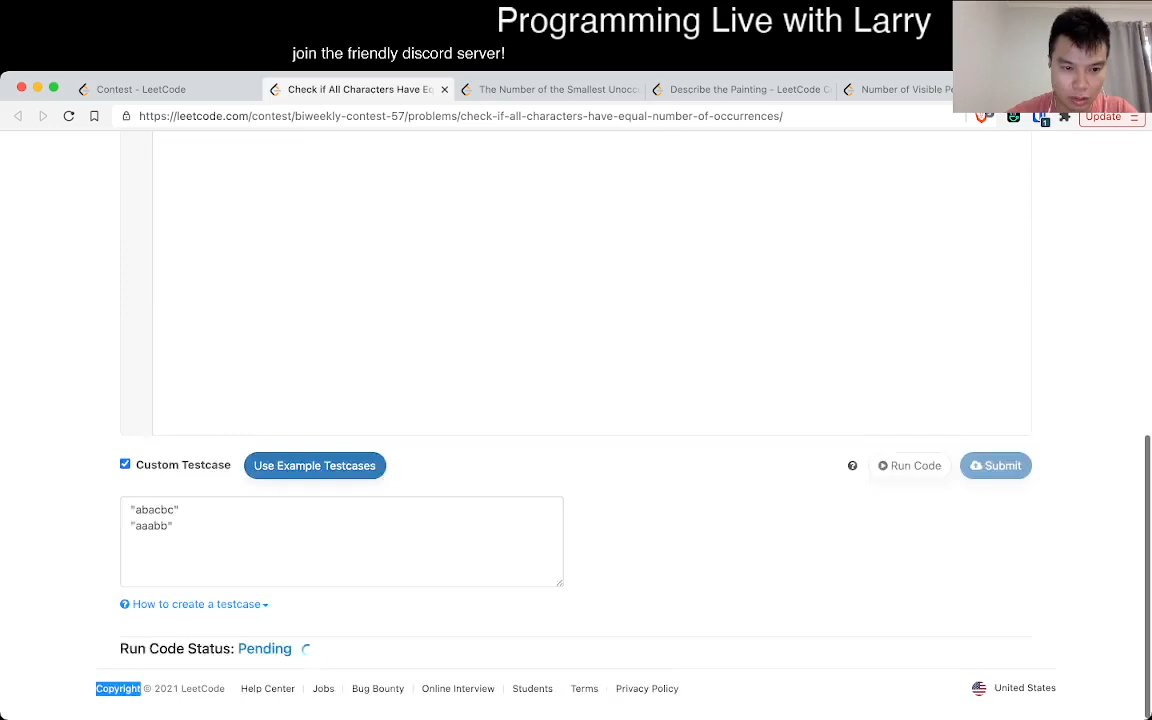 Programming Live with Larry
join the friendly discord server!
Contest - LeetCode
Check if All Characters Have Eq
The Number of the Smallest Unocc
Describe the Painting - LeetCode C
Number of Visible Pe
https://leetcode.com/contest/biweekly-contest-57/problems/check-if-all-characters-have-equal-number-of-occurrences/
1
Update
Custom Testcase
Use Example Testcases
Run Code
Submit
"abacbc"
"aaabb"
How to create a testcase
Run Code Status: Pending
Copyright © 2021 LeetCode
Help Center
Jobs
Bug Bounty
Online Interview
Students
Terms
Privacy Policy
United States